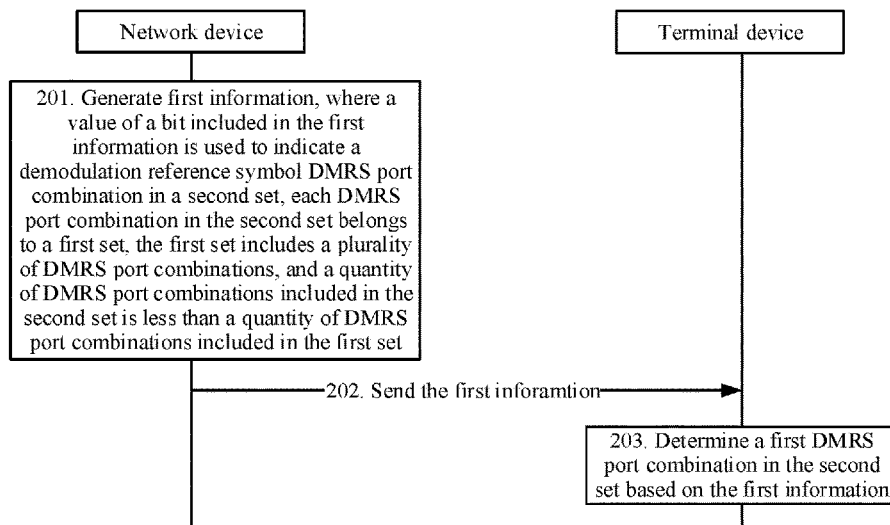 Network device
Terminal device
201. Generate first information, where a
value of a bit included in the first
information is used to indicate a
demodulation reference symbol DMRS port
combination in a second set, each DMRS
port combination in the second set belongs
to a first set, the first set includes a plurality
of DMRS port combinations, and a quantity
of DMRS port combinations included in the
second set is less than a quantity of DMRS
port combinations included in the first set
202. Send the first inforamtion
203. Determine a first DMRS
port combination in the second
set based on the first information